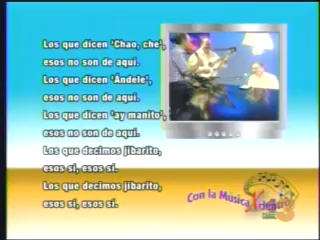 Los que dicen 'Chao, che',
esos no son de aquí.
Los que dicen 'Ándele',
esos no son de aquí.
Los que dicen 'ay manito',
esos no son de aquí.
Los que decimos jibarito,
esos sí, esos sí.
Los que decimos jibarito,
esos sí, esos sí.
Con la Música